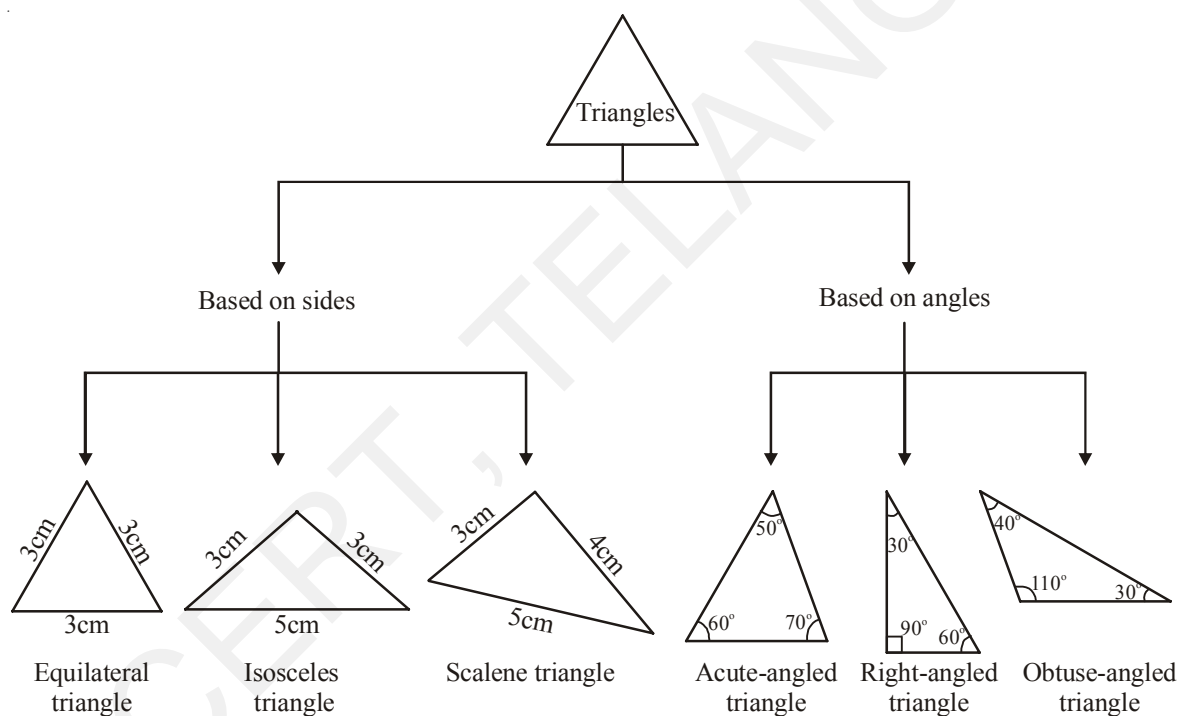 Triangles
Based on sides
Based on angles
3cm
3cm
3cm
3cm
3cm
5cm
3cm
4cm
5cm
50°
60°
70°
30°
90°
60°
40°
110°
30°
Equilateral
triangle
Isosceles
triangle
Scalene triangle
Acute-angled
triangle
Right-angled
triangle
Obtuse-angled
triangle
CERT, TELANG